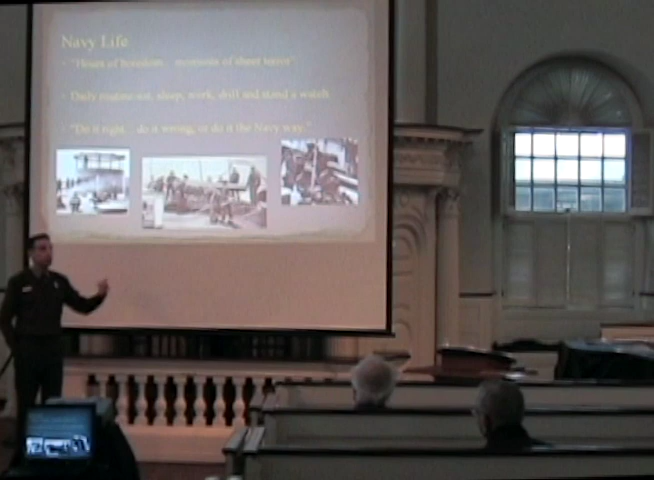 Navy Life
"Hours of boredom... moments of sheer terror"
Daily routine: eat, sleep, work, drill and stand a watch
"Do it right... do it wrong, or do it the Navy way."